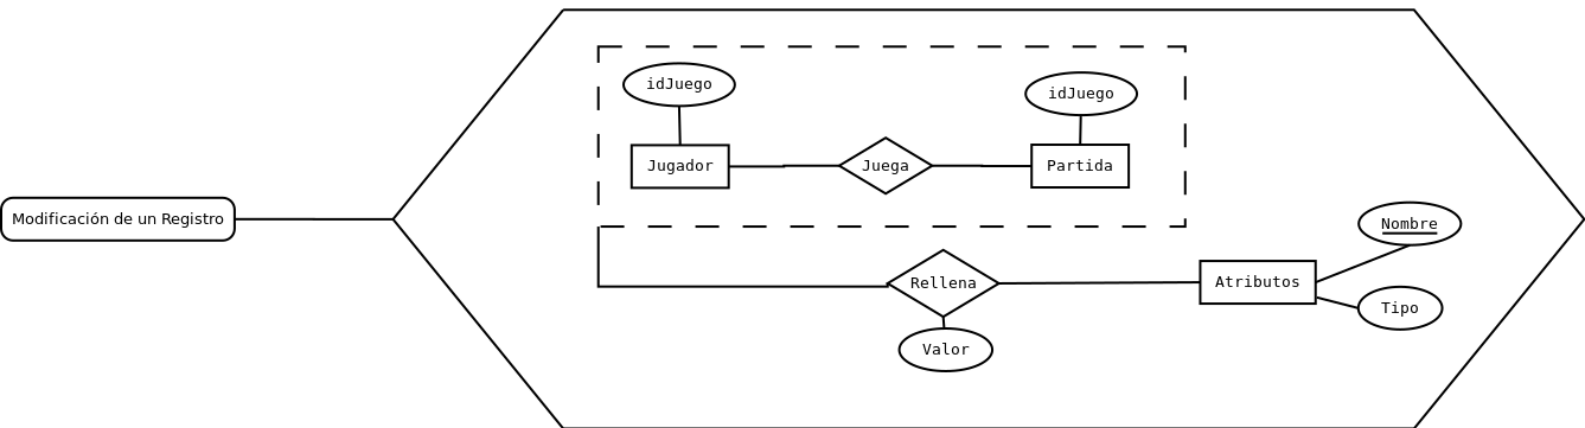 idJuego
idJuego
Jugador
Juega
Partida
Modificación de un Registro
Nombre
Rellena
Atributos
Tipo
Valor